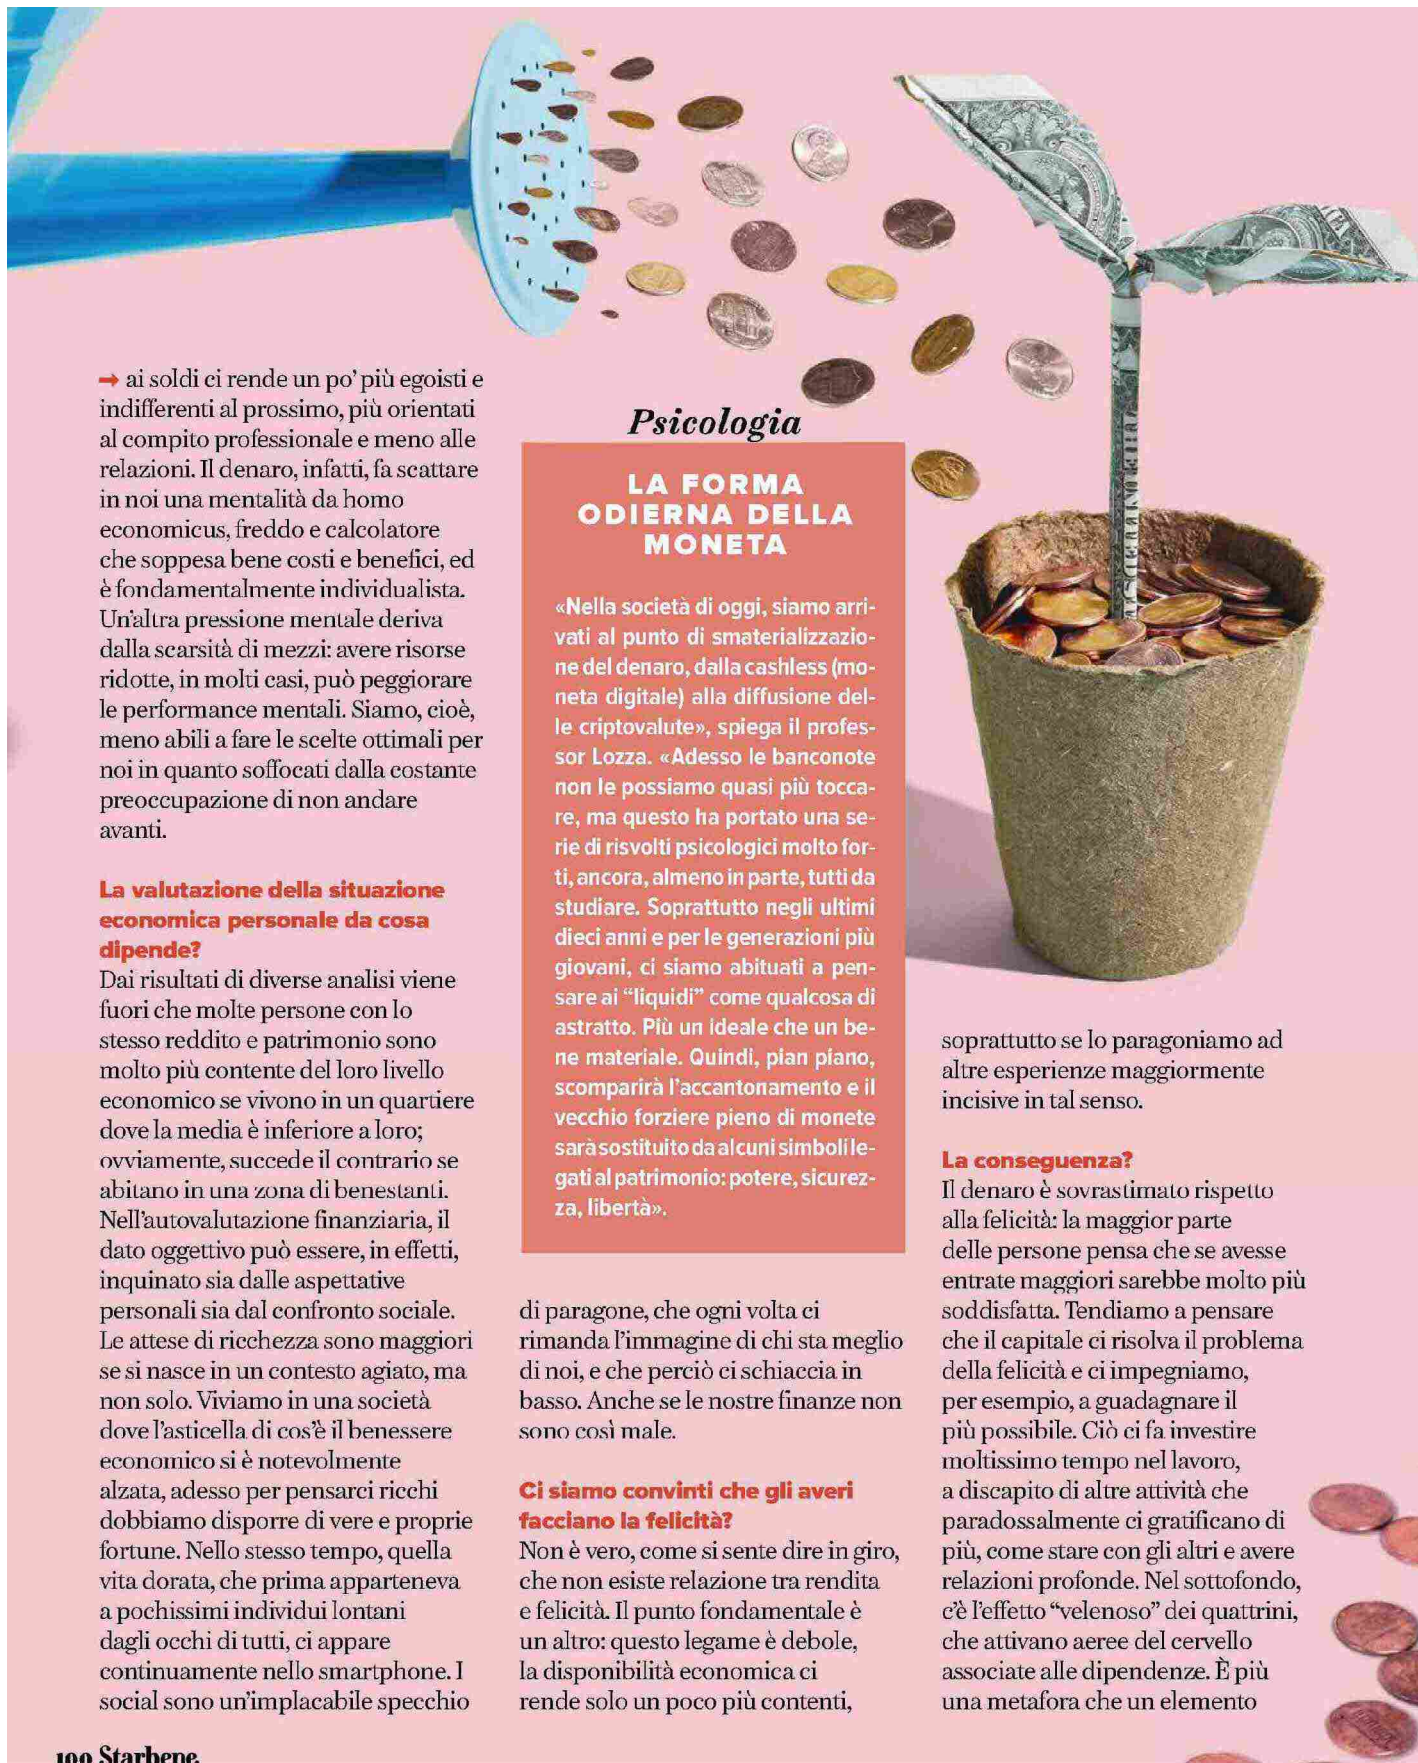 → ai soldi ci rende un po' più egoisti e
indifferenti al prossimo, più orientati
al compito professionale e meno alle
relazioni. Il denaro, infatti, fa scattare
in noi una mentalità da homo
economicus, freddo e calcolatore
che soppesa bene costi e benefici, ed
è fondamentalmente individualista.
Un'altra pressione mentale deriva
dalla scarsità di mezzi: avere risorse
ridotte, in molti casi, può peggiorare
le performance mentali. Siamo, cioè,
meno abili a fare le scelte ottimali per
noi in quanto soffocati dalla costante
preoccupazione di non andare
avanti.
La valutazione della situazione
economica personale da cosa
dipende?
Dai risultati di diverse analisi viene
fuori che molte persone con lo
stesso reddito e patrimonio sono
molto più contente del loro livello
economico se vivono in un quartiere
dove la media è inferiore a loro;
ovviamente, succede il contrario se
abitano in una zona di benestanti.
Nell'autovalutazione finanziaria, il
dato oggettivo può essere, in effetti,
inquinato sia dalle aspettative
personali sia dal confronto sociale.
Le attese di ricchezza sono maggiori
se si nasce in un contesto agiato, ma
non solo. Viviamo in una società
dove l'asticella di cos'è il benessere
economico si è notevolmente
alzata, adesso per pensarci ricchi
dobbiamo disporre di vere e proprie
fortune. Nello stesso tempo, quella
vita dorata, che prima apparteneva
a pochissimi individui lontani
dagli occhi di tutti, ci appare
continuamente nello smartphone. I
social sono un'implacabile specchio
Psicologia
LA FORMA
ODIERNA DELLA
MONETA
«Nella società di oggi, siamo arri-
vati al punto di smaterializzazio-
ne del denaro, dalla cashless (mo-
neta digitale) alla diffusione del-
le criptovalute», spiega il profes-
sor Lozza. «Adesso le banconote
non le possiamo quasi più tocca-
re, ma questo ha portato una se-
rie di risvolti psicologici molto for-
ti, ancora, almeno in parte, tutti da
studiare. Soprattutto negli ultimi
dieci anni e per le generazioni più
giovani, ci siamo abituati a pen-
sare ai "liquidi" come qualcosa di
astratto. Più un ideale che un be-
ne materiale. Quindi, pian piano,
scomparirà l'accantonamento e il
vecchio forziere pieno di monete
sarà sostituito da alcuni simboli le-
gati al patrimonio: potere, sicurez-
za, libertà».
di paragone, che ogni volta ci
rimanda l'immagine di chi sta meglio
di noi, e che perciò ci schiaccia in
basso. Anche se le nostre finanze non
sono così male.
Ci siamo convinti che gli averi
facciano la felicità?
Non è vero, come si sente dire in giro,
che non esiste relazione tra rendita
e felicità. Il punto fondamentale è
un altro: questo legame è debole,
la disponibilità economica ci
rende solo un poco più contenti,
soprattutto se lo paragoniamo ad
altre esperienze maggiormente
incisive in tal senso.
La conseguenza?
Il denaro è sovrastimato rispetto
alla felicità: la maggior parte
delle persone pensa che se avesse
entrate maggiori sarebbe molto più
soddisfatta. Tendiamo a pensare
che il capitale ci risolva il problema
della felicità e ci impegniamo,
per esempio, a guadagnare il
più possibile. Ciò ci fa investire
moltissimo tempo nel lavoro,
a discapito di altre attività che
paradossalmente ci gratificano di
più, come stare con gli altri e avere
relazioni profonde. Nel sottofondo,
c'è l'effetto "velenoso" dei quattrini,
che attivano aeree del cervello
associate alle dipendenze. È più
una metafora che un elemento
100 Starbene.